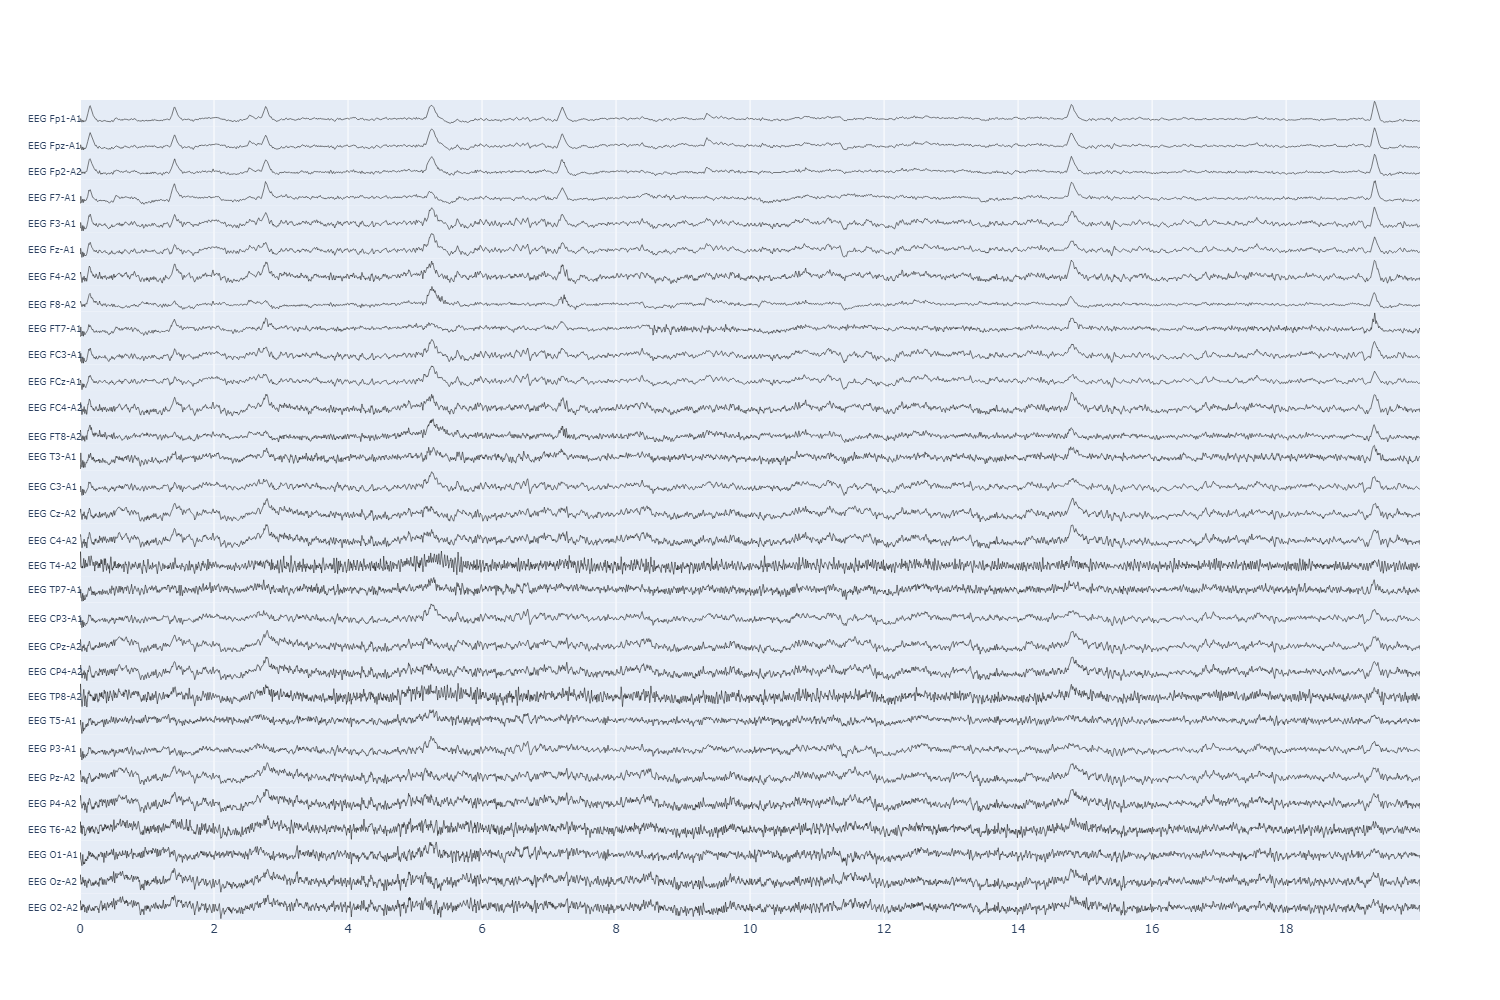 EEG Fp1-A1
EEG Fpz-A1
EEG Fp2-A2
EEG F7-A1
EEG F3-A1
EEG Fz-A1
EEG F4-A2
EEG F8-A2
EEG FT7-A1
EEG FC3-A1
EEG FCz-A1
EEG FC4-A2
EEG FT8-A2
EEG T3-A1
EEG C3-A1
EEG Cz-A2
EEG C4-A2
EEG T4-A2
EEG TP7-A1
EEG CP3-A1
EEG CPz-A2
EEG CP4-A2
EEG TP8-A2
EEG T5-A1
EEG P3-A1
EEG Pz-A2
EEG P4-A2
EEG T6-A2
EEG O1-A1
EEG Oz-A2
EEG O2-A2
0 2 4 6 8 10 12 14 16 18